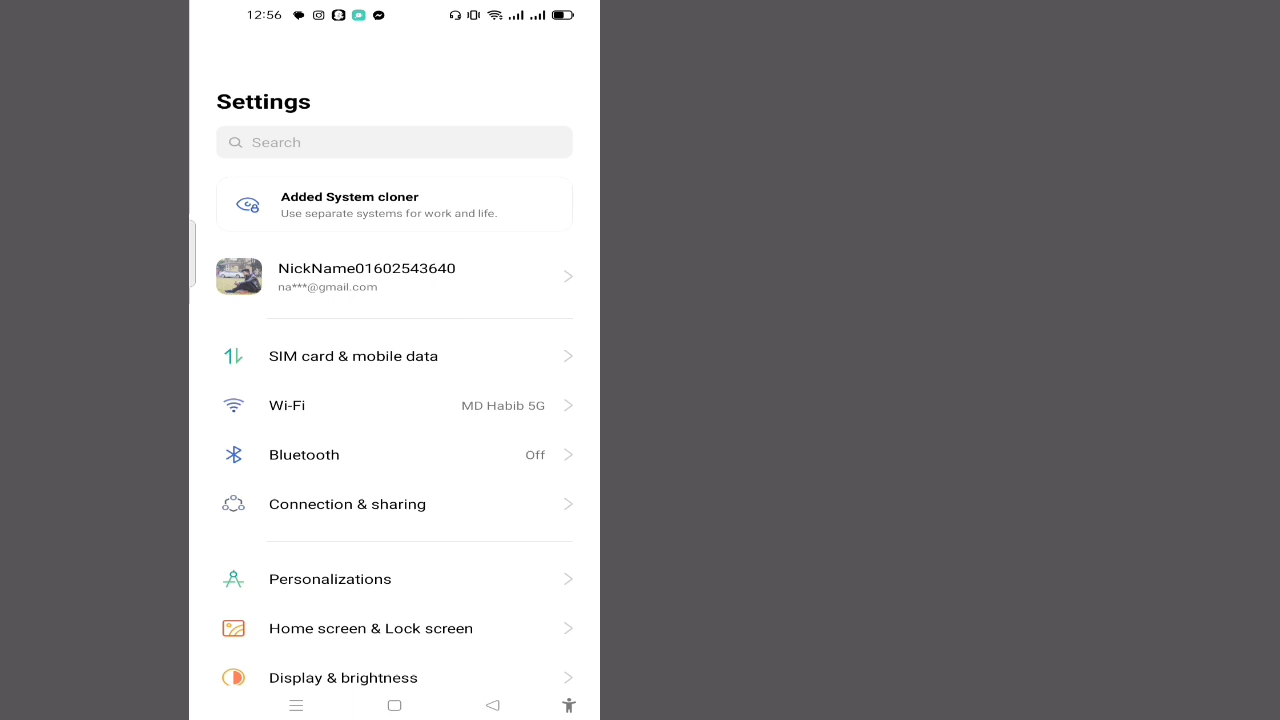 12:56
Settings
Search
Added System cloner
Use separate systems for work and life.
NickName01602543640
na***@gmail.com
SIM card & mobile data
Wi-Fi
MD Habib 5G
Bluetooth
Off
Connection & sharing
Personalizations
Home screen & Lock screen
Display & brightness